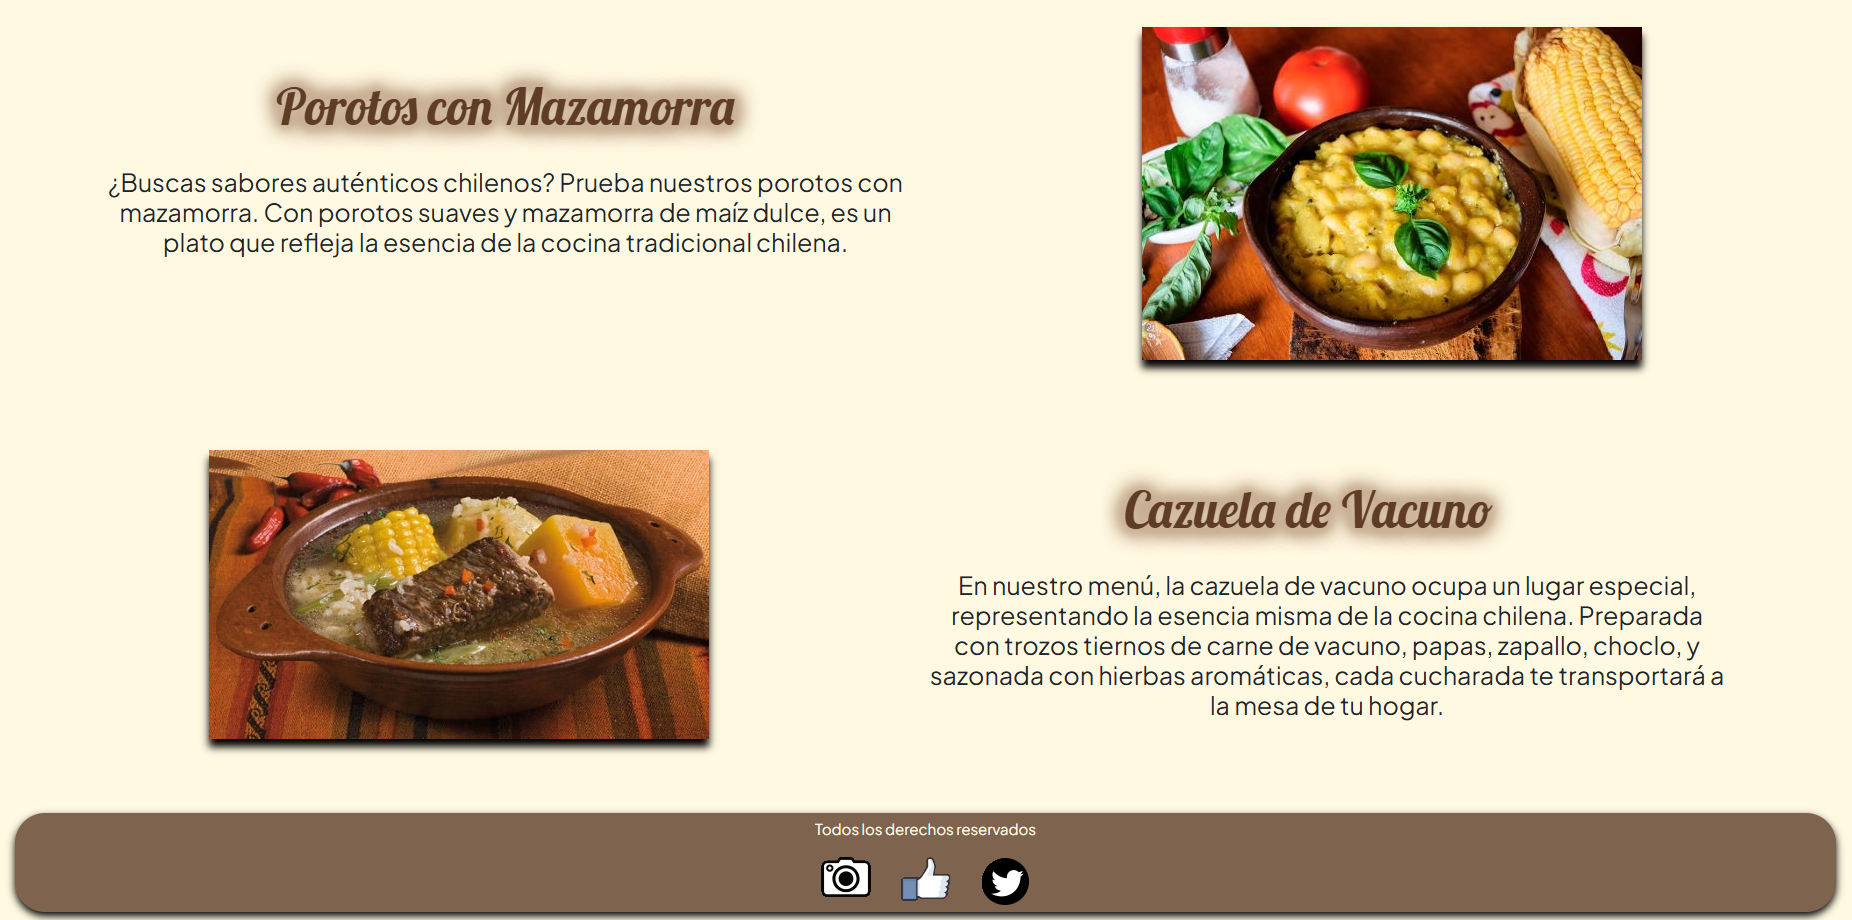 Porotos con Mazamorra
¿Buscas sabores auténticos chilenos? Prueba nuestros porotos con
mazamorra. Con porotos suaves y mazamorra de maíz dulce, es un
plato que refleja la esencia de la cocina tradicional chilena.
Cazuela de Vacuno
En nuestro menú, la cazuela de vacuno ocupa un lugar especial,
representando la esencia misma de la cocina chilena. Preparada
con trozos tiernos de carne de vacuno, papas, zapallo, choclo, y
sazonada con hierbas aromáticas, cada cucharada te transportará a
la mesa de tu hogar.
Todos los derechos reservados